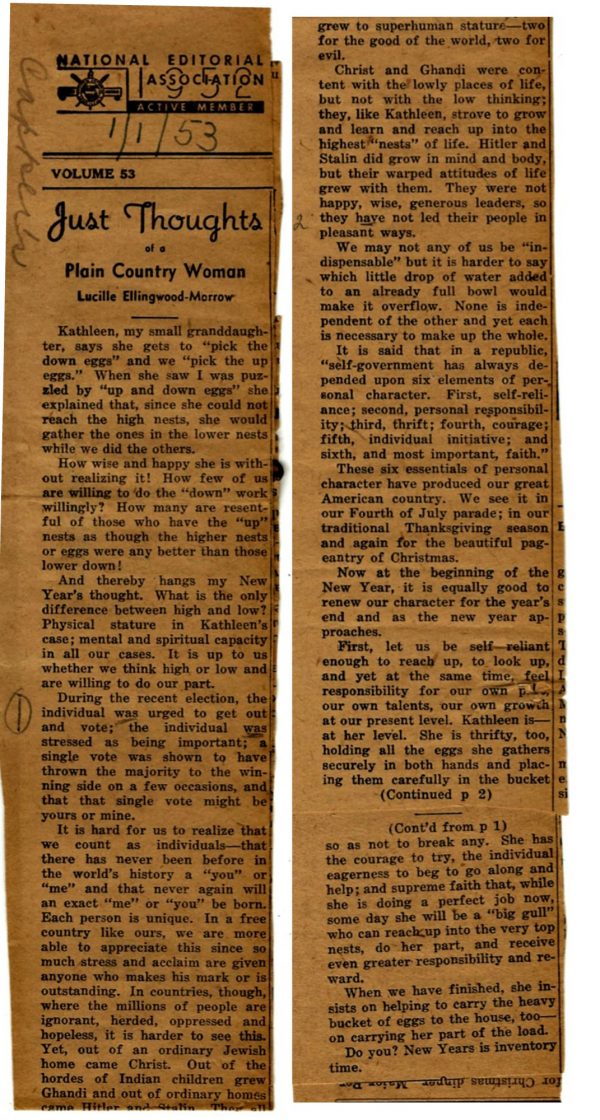 NATIONAL EDITORIAL
ASSOCIATION
1952
ACTIVE MEMBER
1/1/53
VOLUME 53
Just Thoughts
of a
Plain Country Woman
Lucille Ellingwood-Morrow
Kathleen, my small granddaugh-
ter, says she gets to "pick the
down eggs" and we "pick the up
eggs." When she saw I was puz-
zled by "up and down eggs" she
explained that, since she could not
reach the high nests, she would
gather the ones in the lower nests
while we did the others.
How wise and happy she is with-
out realizing it! How few of us
are willing to do the "down" work
willingly? How many are resent-
ful of those who have the "up"
nests as though the higher nests
or eggs were any better than those
lower down!
And thereby hangs my New
Year's thought. What is the only
difference between high and low?
Physical stature in Kathleen's
case; mental and spiritual capacity
in all our cases. It is up to us
whether we think high or low and
are willing to do our part.
During the recent election, the
individual was urged to get out
and vote; the individual was
stressed as being important; a
single vote was shown to have
thrown the majority to the win-
ning side on a few occasions, and
that that single vote might be
yours or mine.
It is hard for us to realize that
we count as individuals—that
there has never been before in
the world's history a "you" or
"me" and that never again will
an exact "me" or "you" be born.
Each person is unique. In a free
country like ours, we are more
able to appreciate this since so
much stress and acclaim are given
anyone who makes his mark or is
outstanding. In countries, though,
where the millions of people are
ignorant, herded, oppressed and
hopeless, it is harder to see this.
Yet, out of an ordinary Jewish
home came Christ. Out of the
hordes of Indian children grew
Ghandi and out of ordinary homes
came Hitler and Stalin. They all
1
grew to superhuman stature—two
for the good of the world, two for
evil.
Christ and Ghandi were con-
tent with the lowly places of life,
but not with the low thinking;
they, like Kathleen, strove to grow
and learn and reach up into the
highest "nests" of life. Hitler and
Stalin did grow in mind and body,
but their warped attitudes of life
grew with them. They were not
happy, wise, generous leaders, so
they have not led their people in
pleasant ways.
2
We may not any of us be "in-
dispensable" but it is harder to say
which little drop of water added
to an already full bowl would
make it overflow. None is inde-
pendent of the other and yet each
is necessary to make up the whole.
It is said that in a republic,
"self-government has always de-
pended upon six elements of per-
sonal character. First, self-reli-
ance; second, personal responsibil-
ity; third, thrift; fourth, courage;
fifth, individual initiative; and
sixth, and most important, faith."
These six essentials of personal
character have produced our great
American country. We see it in
our Fourth of July parade; in our
traditional Thanksgiving season
and again for the beautiful pag-
eantry of Christmas.
Now at the beginning of the
New Year, it is equally good to
renew our character for the year's
end and as the new year ap-
proaches.
First, let us be self reliant
enough to reach up, to look up,
and yet at the same time, feel
responsibility for our own
our own talents, our own growth
at our present level. Kathleen is—
at her level. She is thrifty, too,
holding all the eggs she gathers
securely in both hands and plac-
ing them carefully in the bucket
(Continued p 2)
(Cont'd from p 1)
so as not to break any. She has
the courage to try, the individual
eagerness to beg to go along and
help; and supreme faith that, while
she is doing a perfect job now,
some day she will be a "big gull"
who can reach up into the very top
nests, do her part, and receive
even greater responsibility and re-
ward.
When we have finished, she in-
sists on helping to carry the heavy
bucket of eggs to the house, too—
on carrying her part of the load.
Do you? New Years is inventory
time.
for Christmas dinner Major